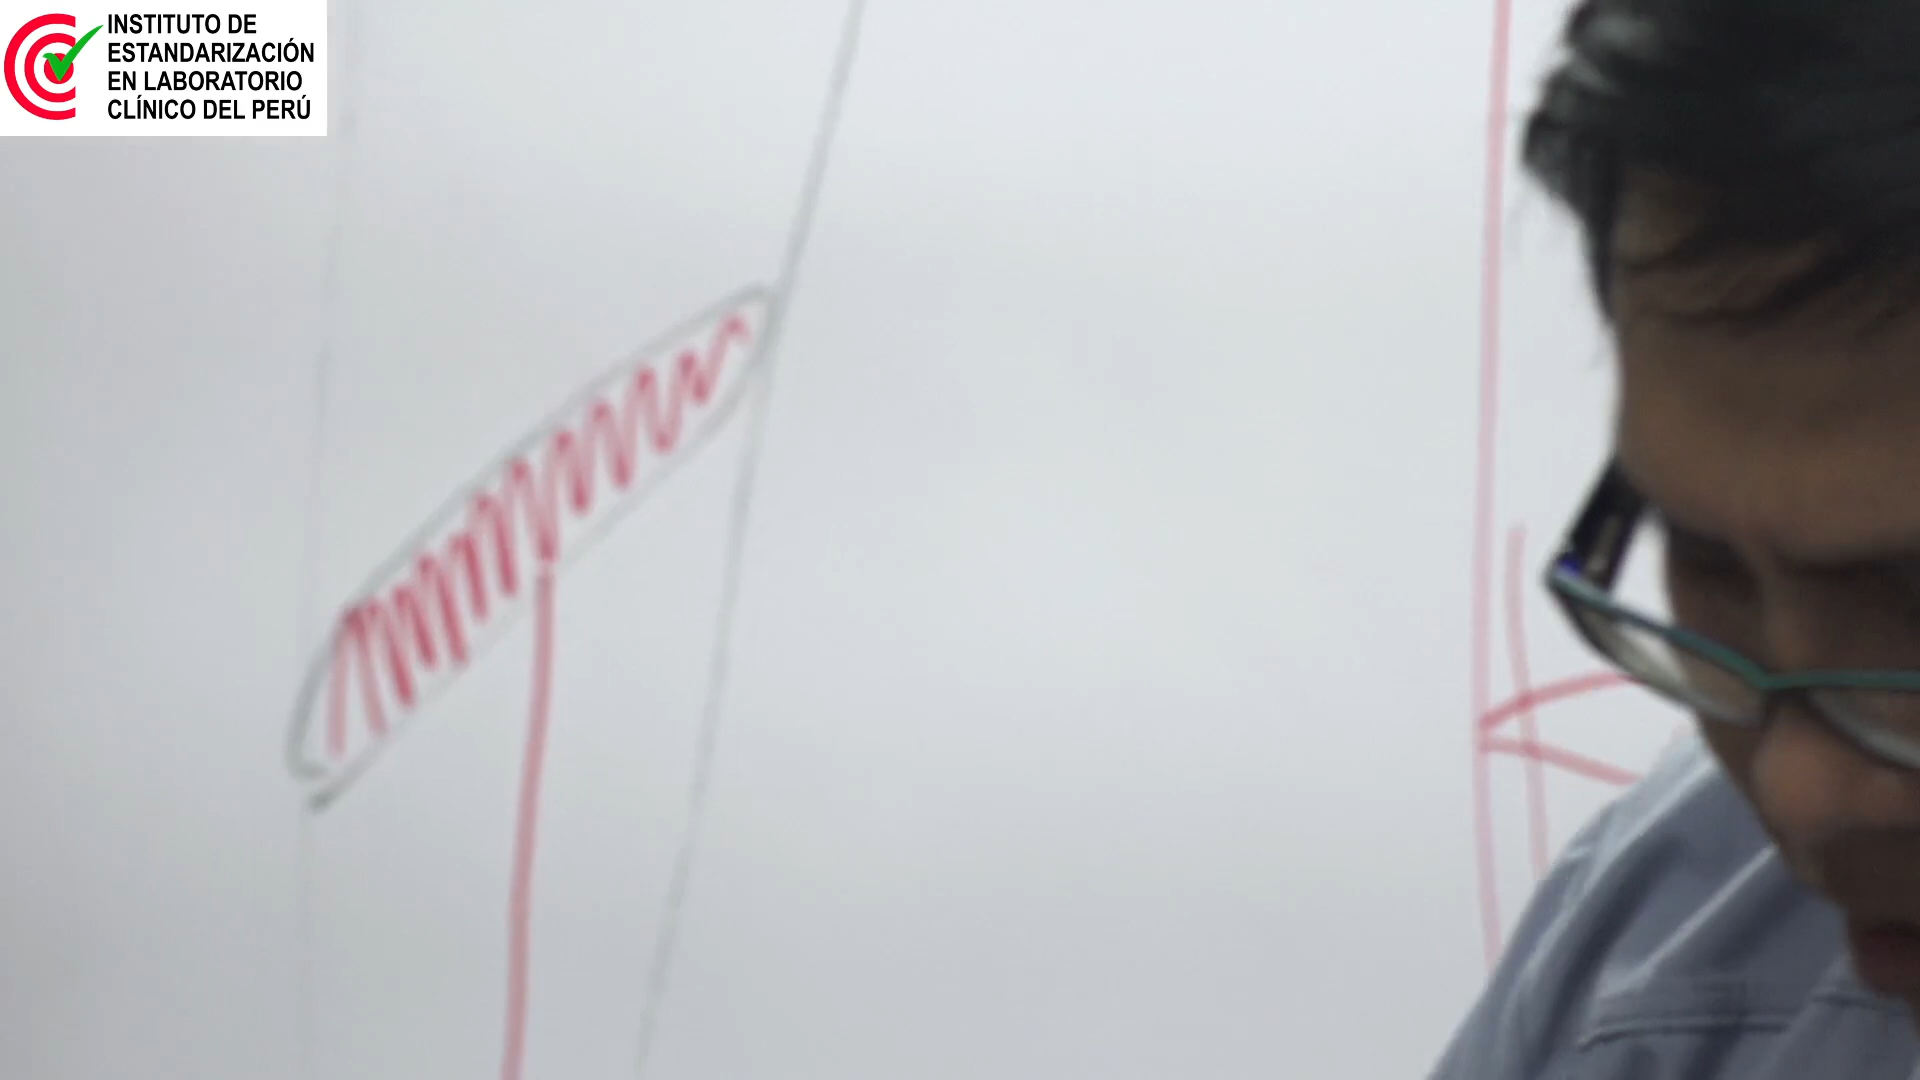 INSTITUTO DE
ESTANDARIZACIÓN
EN LABORATORIO
CLÍNICO DEL PERÚ